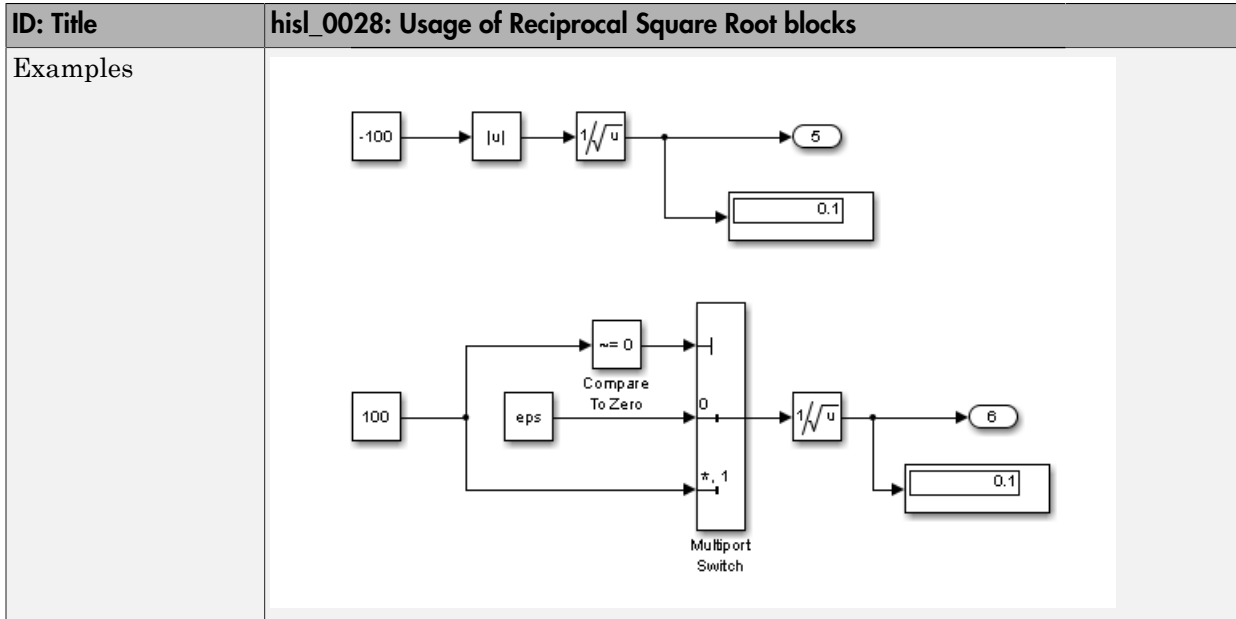 ID: Title
hisl_0028: Usage of Reciprocal Square Root blocks
Examples
-100
|u|
1/√u
5
0.1
~= 0
Compare
To Zero
100
eps
0
*, 1
Multiport
Switch
1/√u
6
0.1